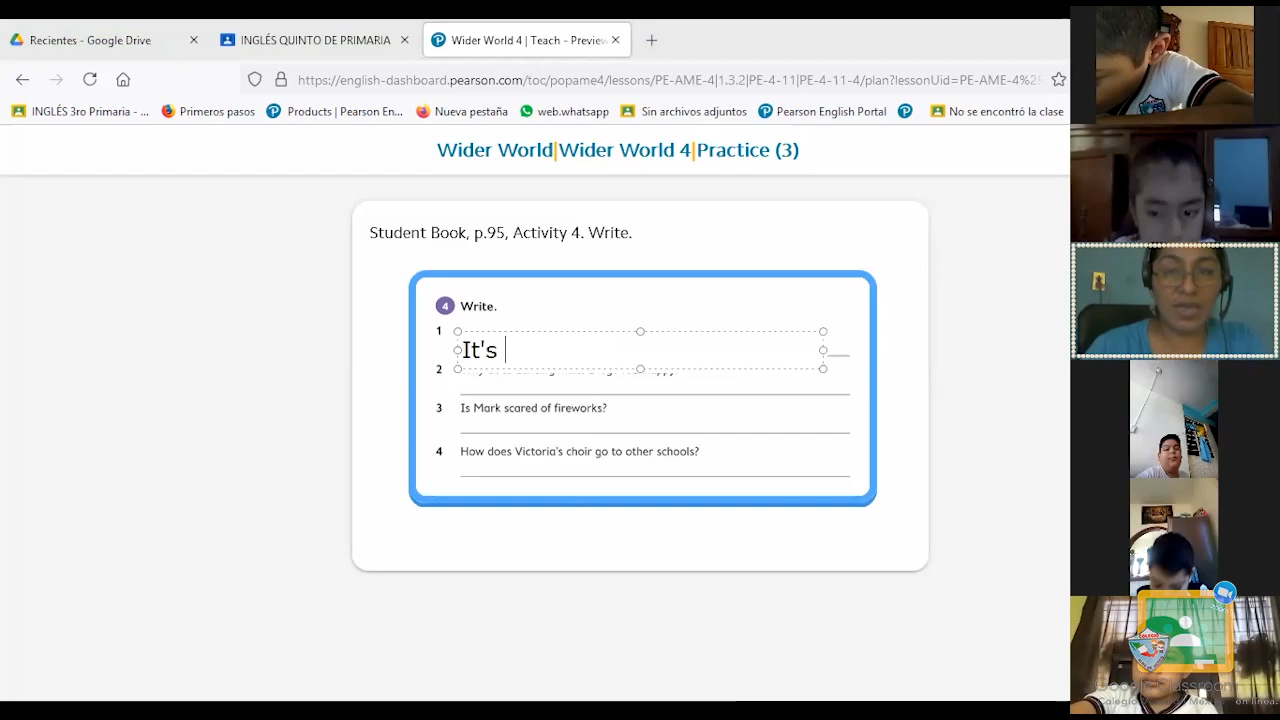 Recientes - Google Drive
INGLÉS QUINTO DE PRIMARIA
Wider World 4 | Teach - Preview
https://english-dashboard.pearson.com/toc/popame4/lessons/PE-AME-4|1.3.2|PE-4-11|PE-4-11-4/plan?lessonUid=PE-AME-4%
INGLÉS 3ro Primaria - ...
Primeros pasos
Products | Pearson En...
Nueva pestaña
web.whatsapp
Sin archivos adjuntos
Pearson English Portal
No se encontró la clase
Wider World|Wider World 4|Practice (3)
Student Book, p.95, Activity 4. Write.
4 Write.
1
It's
2
3 Is Mark scared of fireworks?
4 How does Victoria's choir go to other schools?
COLEGIO
Google Classroom